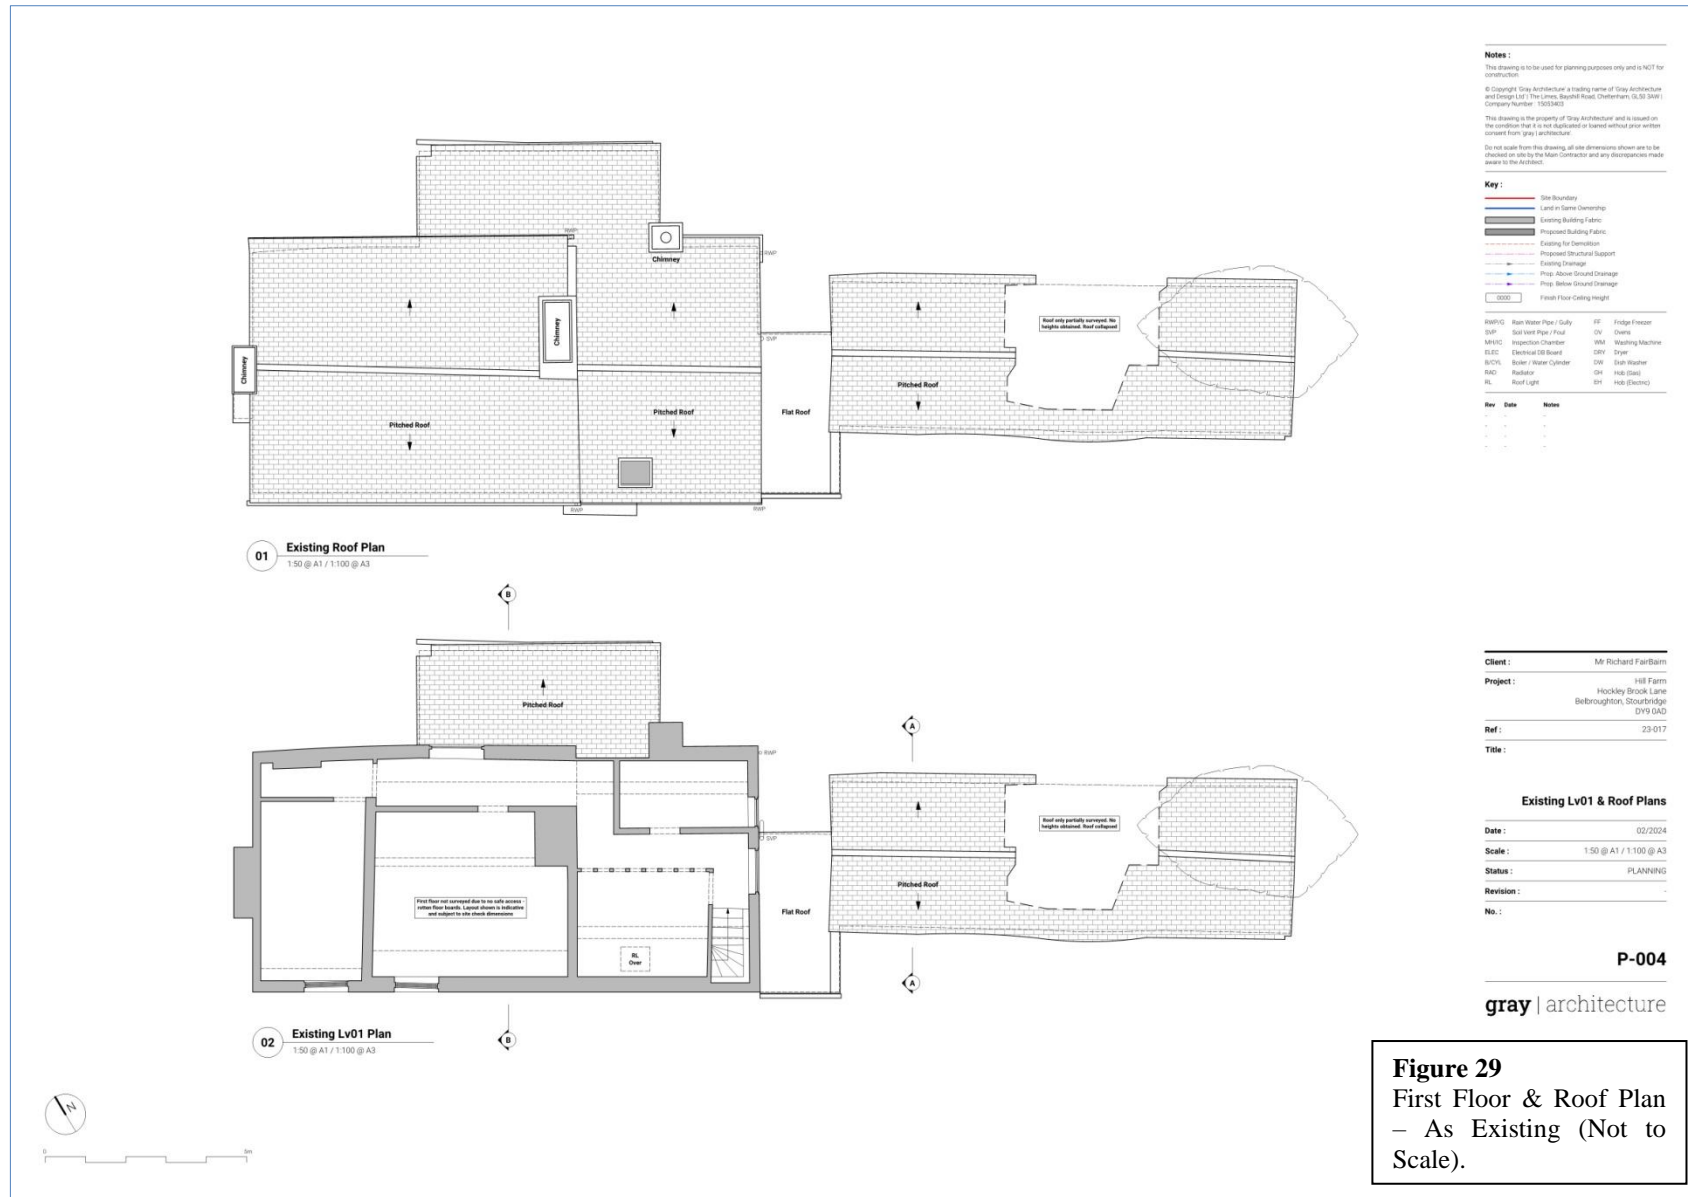 Notes :
This drawing is to be used for planning purposes only and is NOT for
construction
© Copyright 'Gray Architecture' a trading name of 'Gray Architecture
and Design Ltd' | The Limes, Bayshill Road, Cheltenham, GL50 3AW |
Company Number : 15053403
This drawing is the property of 'Gray Architecture' and is issued on
the condition that it is not duplicated or loaned without prior written
consent from 'gray | architecture'
Do not scale from this drawing, all site dimensions shown are to be
checked on site by the Main Contractor and any discrepancies made
aware to the Architect.
Key :
Site Boundary
Land in Same Ownership
Existing Building Fabric
Proposed Building Fabric
Existing for Demolition
Proposed Structural Support
Existing Drainage
Prop. Above Ground Drainage
Prop. Below Ground Drainage
0000 Finish Floor-Ceiling Height
RWP/G Rain Water Pipe / Gully FF Fridge Freezer
SVP Soil Vent Pipe / Foul OV Ovens
MH/IC Inspection Chamber WM Washing Machine
ELEC Electrical DB Board DRY Dryer
B/CYL Boiler / Water Cylinder DW Dish Washer
RAD Radiator GH Hob (Gas)
RL Roof Light EH Hob (Electric)
Rev Date Notes
- - -
- - -
- - -
- - -
RWP
Chimney
RWP
Chimney
Chimney
SVP
Roof only partially surveyed. No
heights obtained. Roof collapsed
Pitched Roof
Pitched Roof
Pitched Roof
Flat Roof
RWP
RWP
01 Existing Roof Plan
1:50 @ A1 / 1:100 @ A3
B
Pitched Roof
A
RWP
SVP
Roof only partially surveyed. No
heights obtained. Roof collapsed
Pitched Roof
First floor not surveyed due to no safe access -
rotten floor boards. Layout shown is indicative
and subject to site check dimensions
Flat Roof
RL
Over
A
B
02 Existing Lv01 Plan
1:50 @ A1 / 1:100 @ A3
N
0 5m
Client : Mr Richard FairBairn
Project : Hill Farm
Hockley Brook Lane
Belbroughton, Stourbridge
DY9 0AD
Ref : 23-017
Title :
Existing Lv01 & Roof Plans
Date : 02/2024
Scale : 1:50 @ A1 / 1:100 @ A3
Status : PLANNING
Revision : -
No. :
P-004
gray | architecture
Figure 29
First Floor & Roof Plan
– As Existing (Not to
Scale).